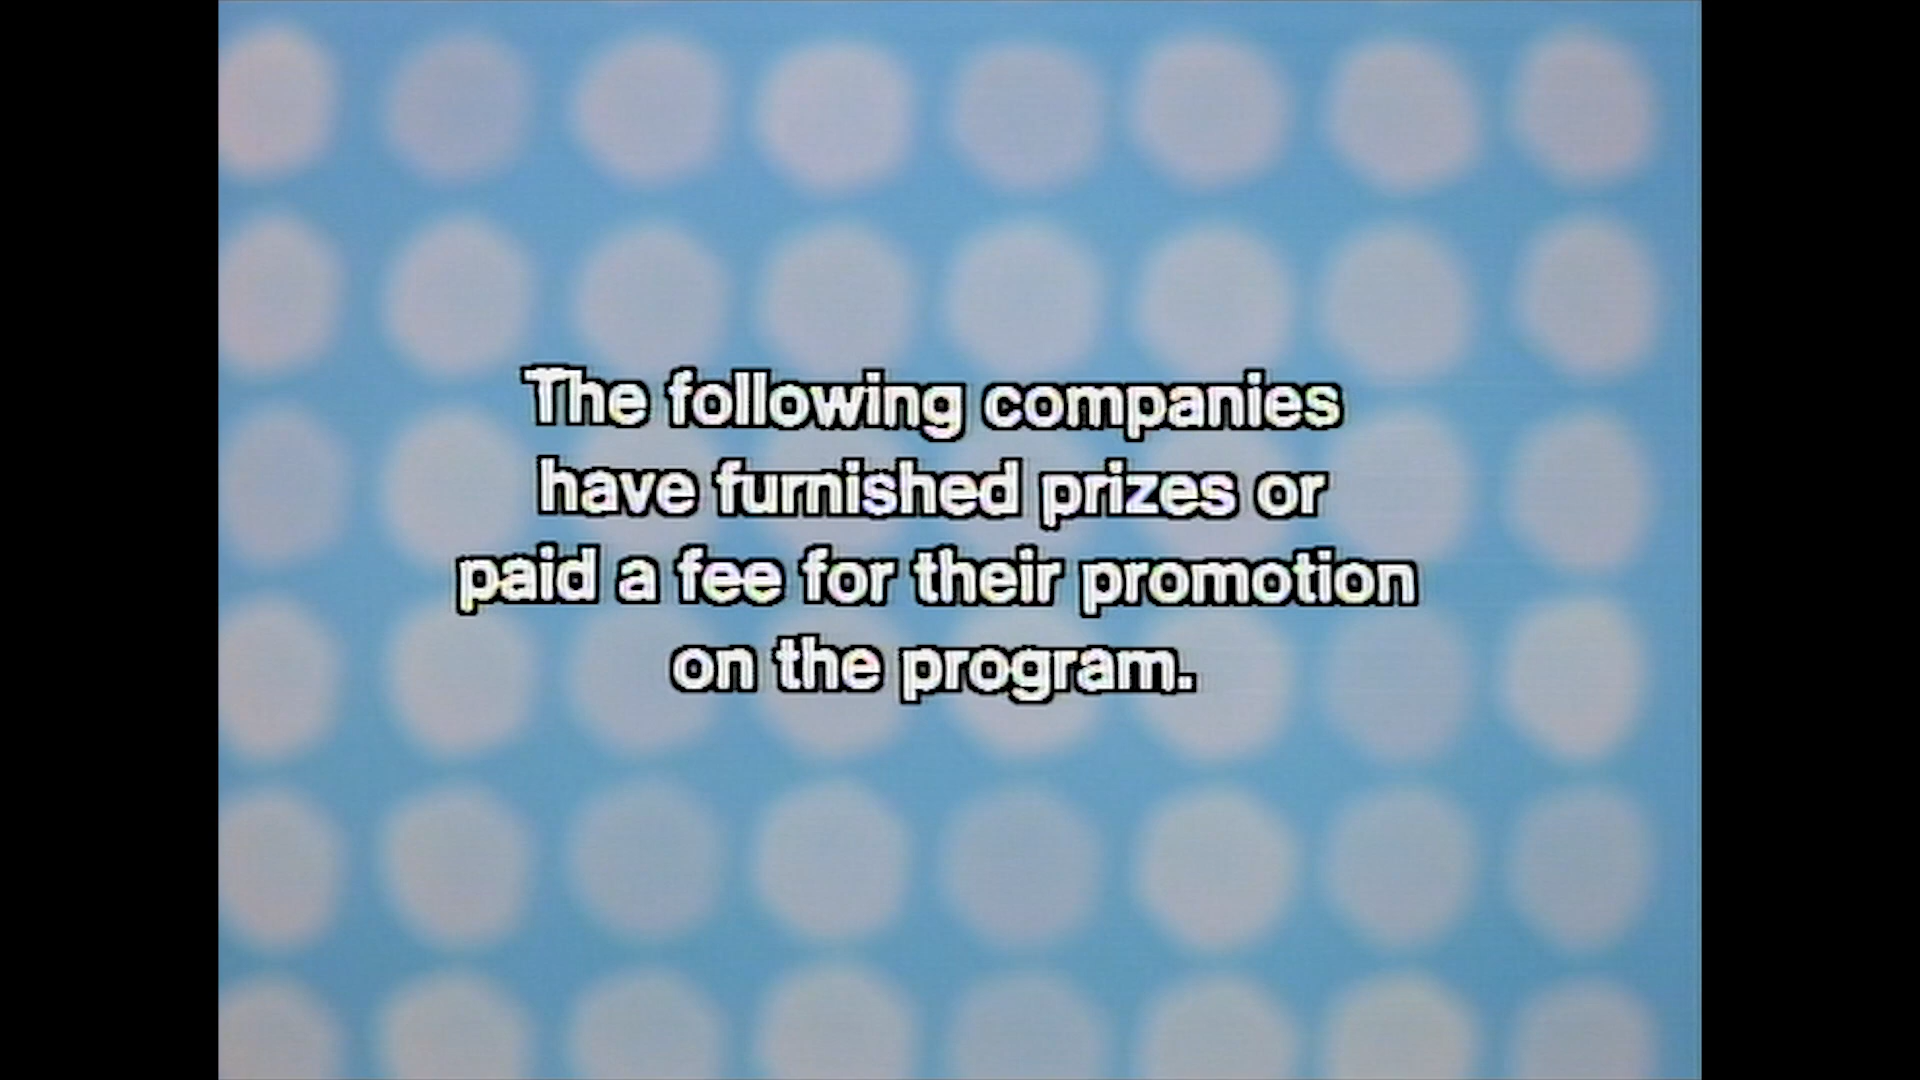 The following companies
have furnished prizes or
paid a fee for their promotion
on the program.